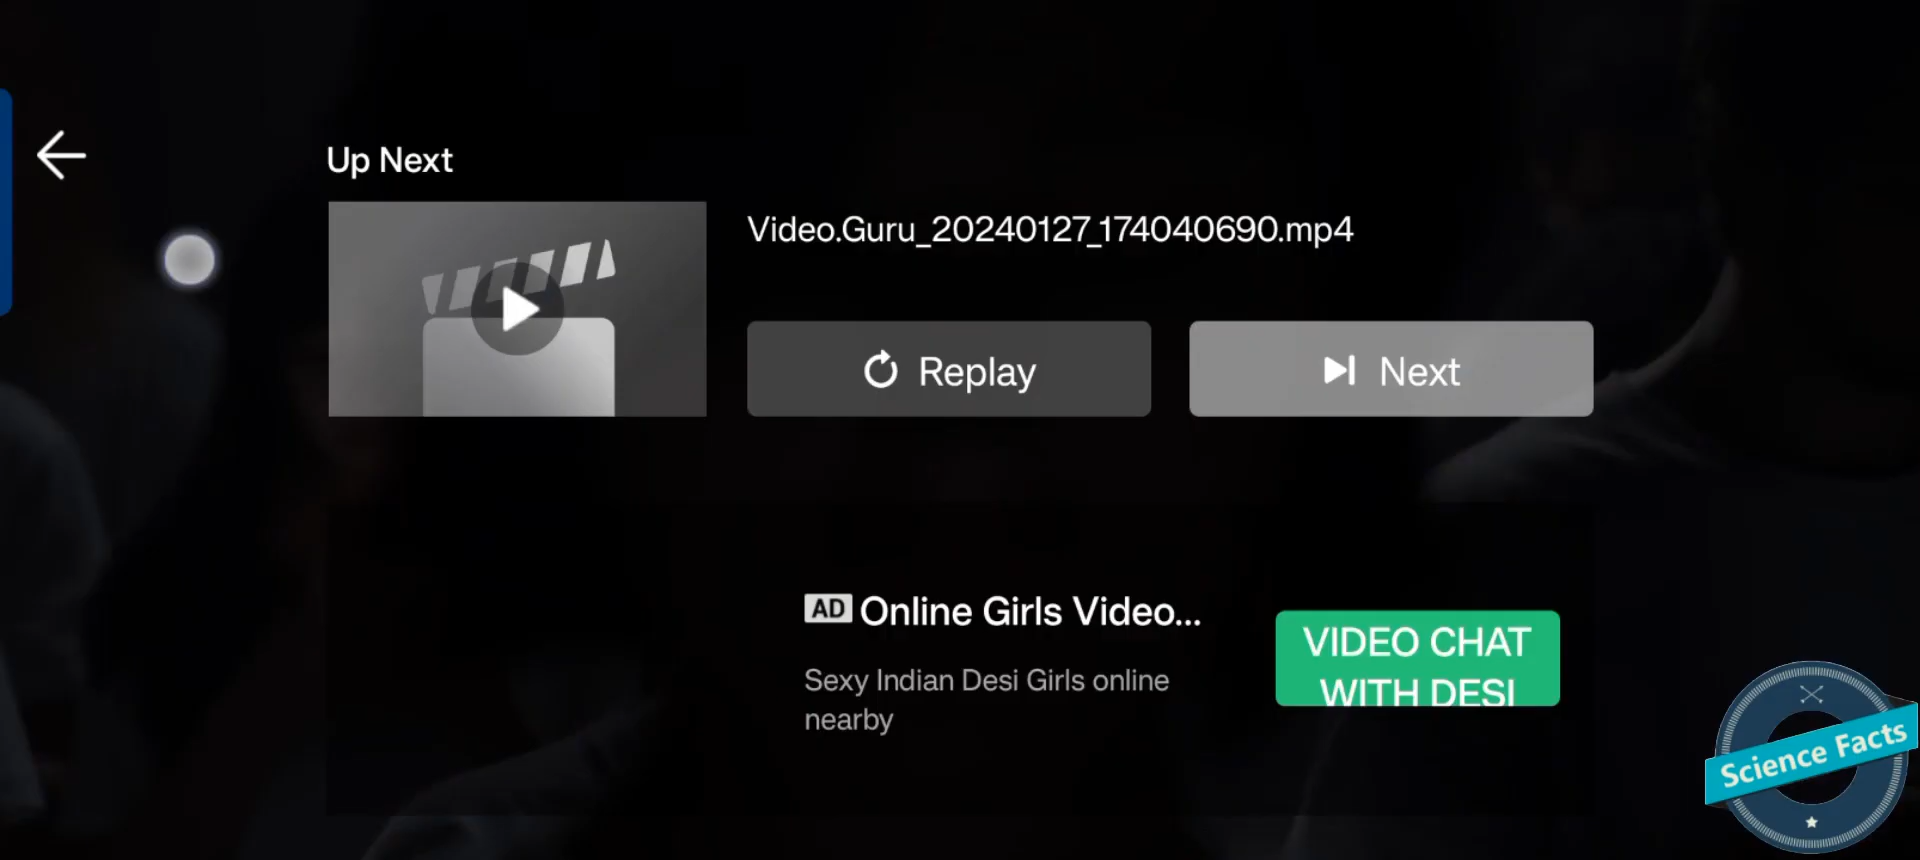 Up Next
Video.Guru_20240127_174040690.mp4
Replay
Next
AD Online Girls Video...
Sexy Indian Desi Girls online
nearby
VIDEO CHAT
WITH DESI
Science Facts